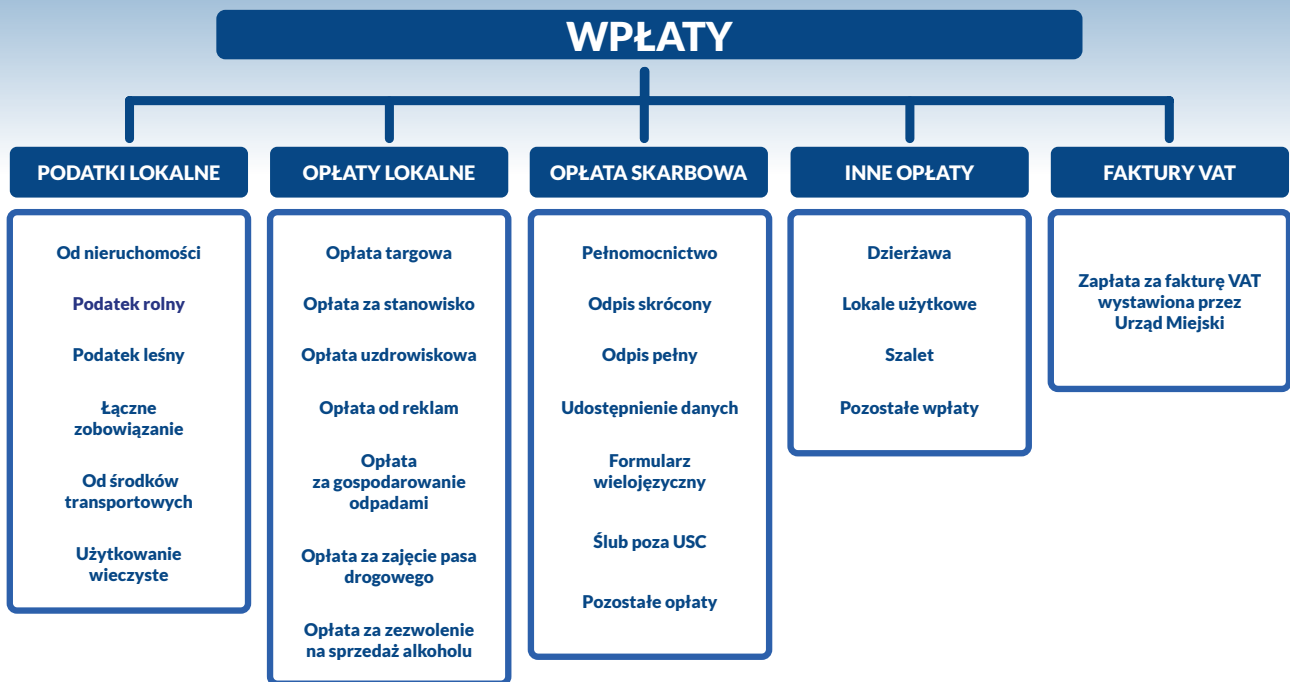 WPŁATY
PODATKI LOKALNE
Od nieruchomości
Podatek rolny
Podatek leśny
Łączne
zobowiązanie
Od środków
transportowych
Użytkowanie
wieczyste
OPŁATY LOKALNE
Opłata targowa
Opłata za stanowisko
Opłata uzdrowiskowa
Opłata od reklam
Opłata
za gospodarowanie
odpadami
Opłata za zajęcie pasa
drogowego
Opłata za zezwolenie
na sprzedaż alkoholu
OPŁATA SKARBOWA
Pełnomocnictwo
Odpis skrócony
Odpis pełny
Udostępnienie danych
Formularz
wielojęzyczny
Ślub poza USC
Pozostałe opłaty
INNE OPŁATY
Dzierżawa
Lokale użytkowe
Szalet
Pozostałe wpłaty
FAKTURY VAT
Zapłata za fakturę VAT
wystawiona przez
Urząd Miejski